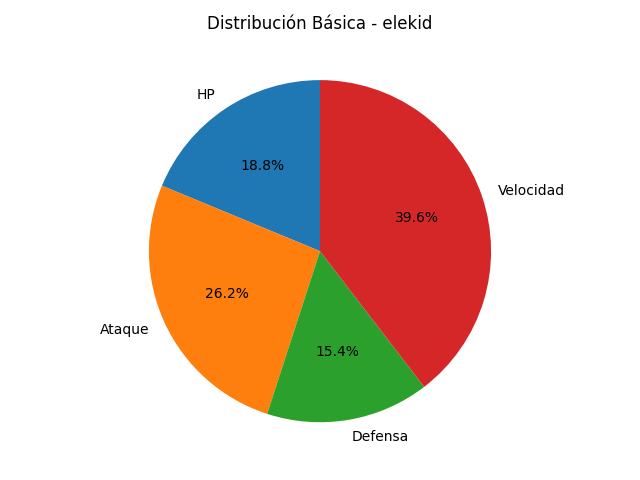 Distribución Básica - elekid
HP
18.8%
Velocidad
39.6%
26.2%
Ataque
15.4%
Defensa